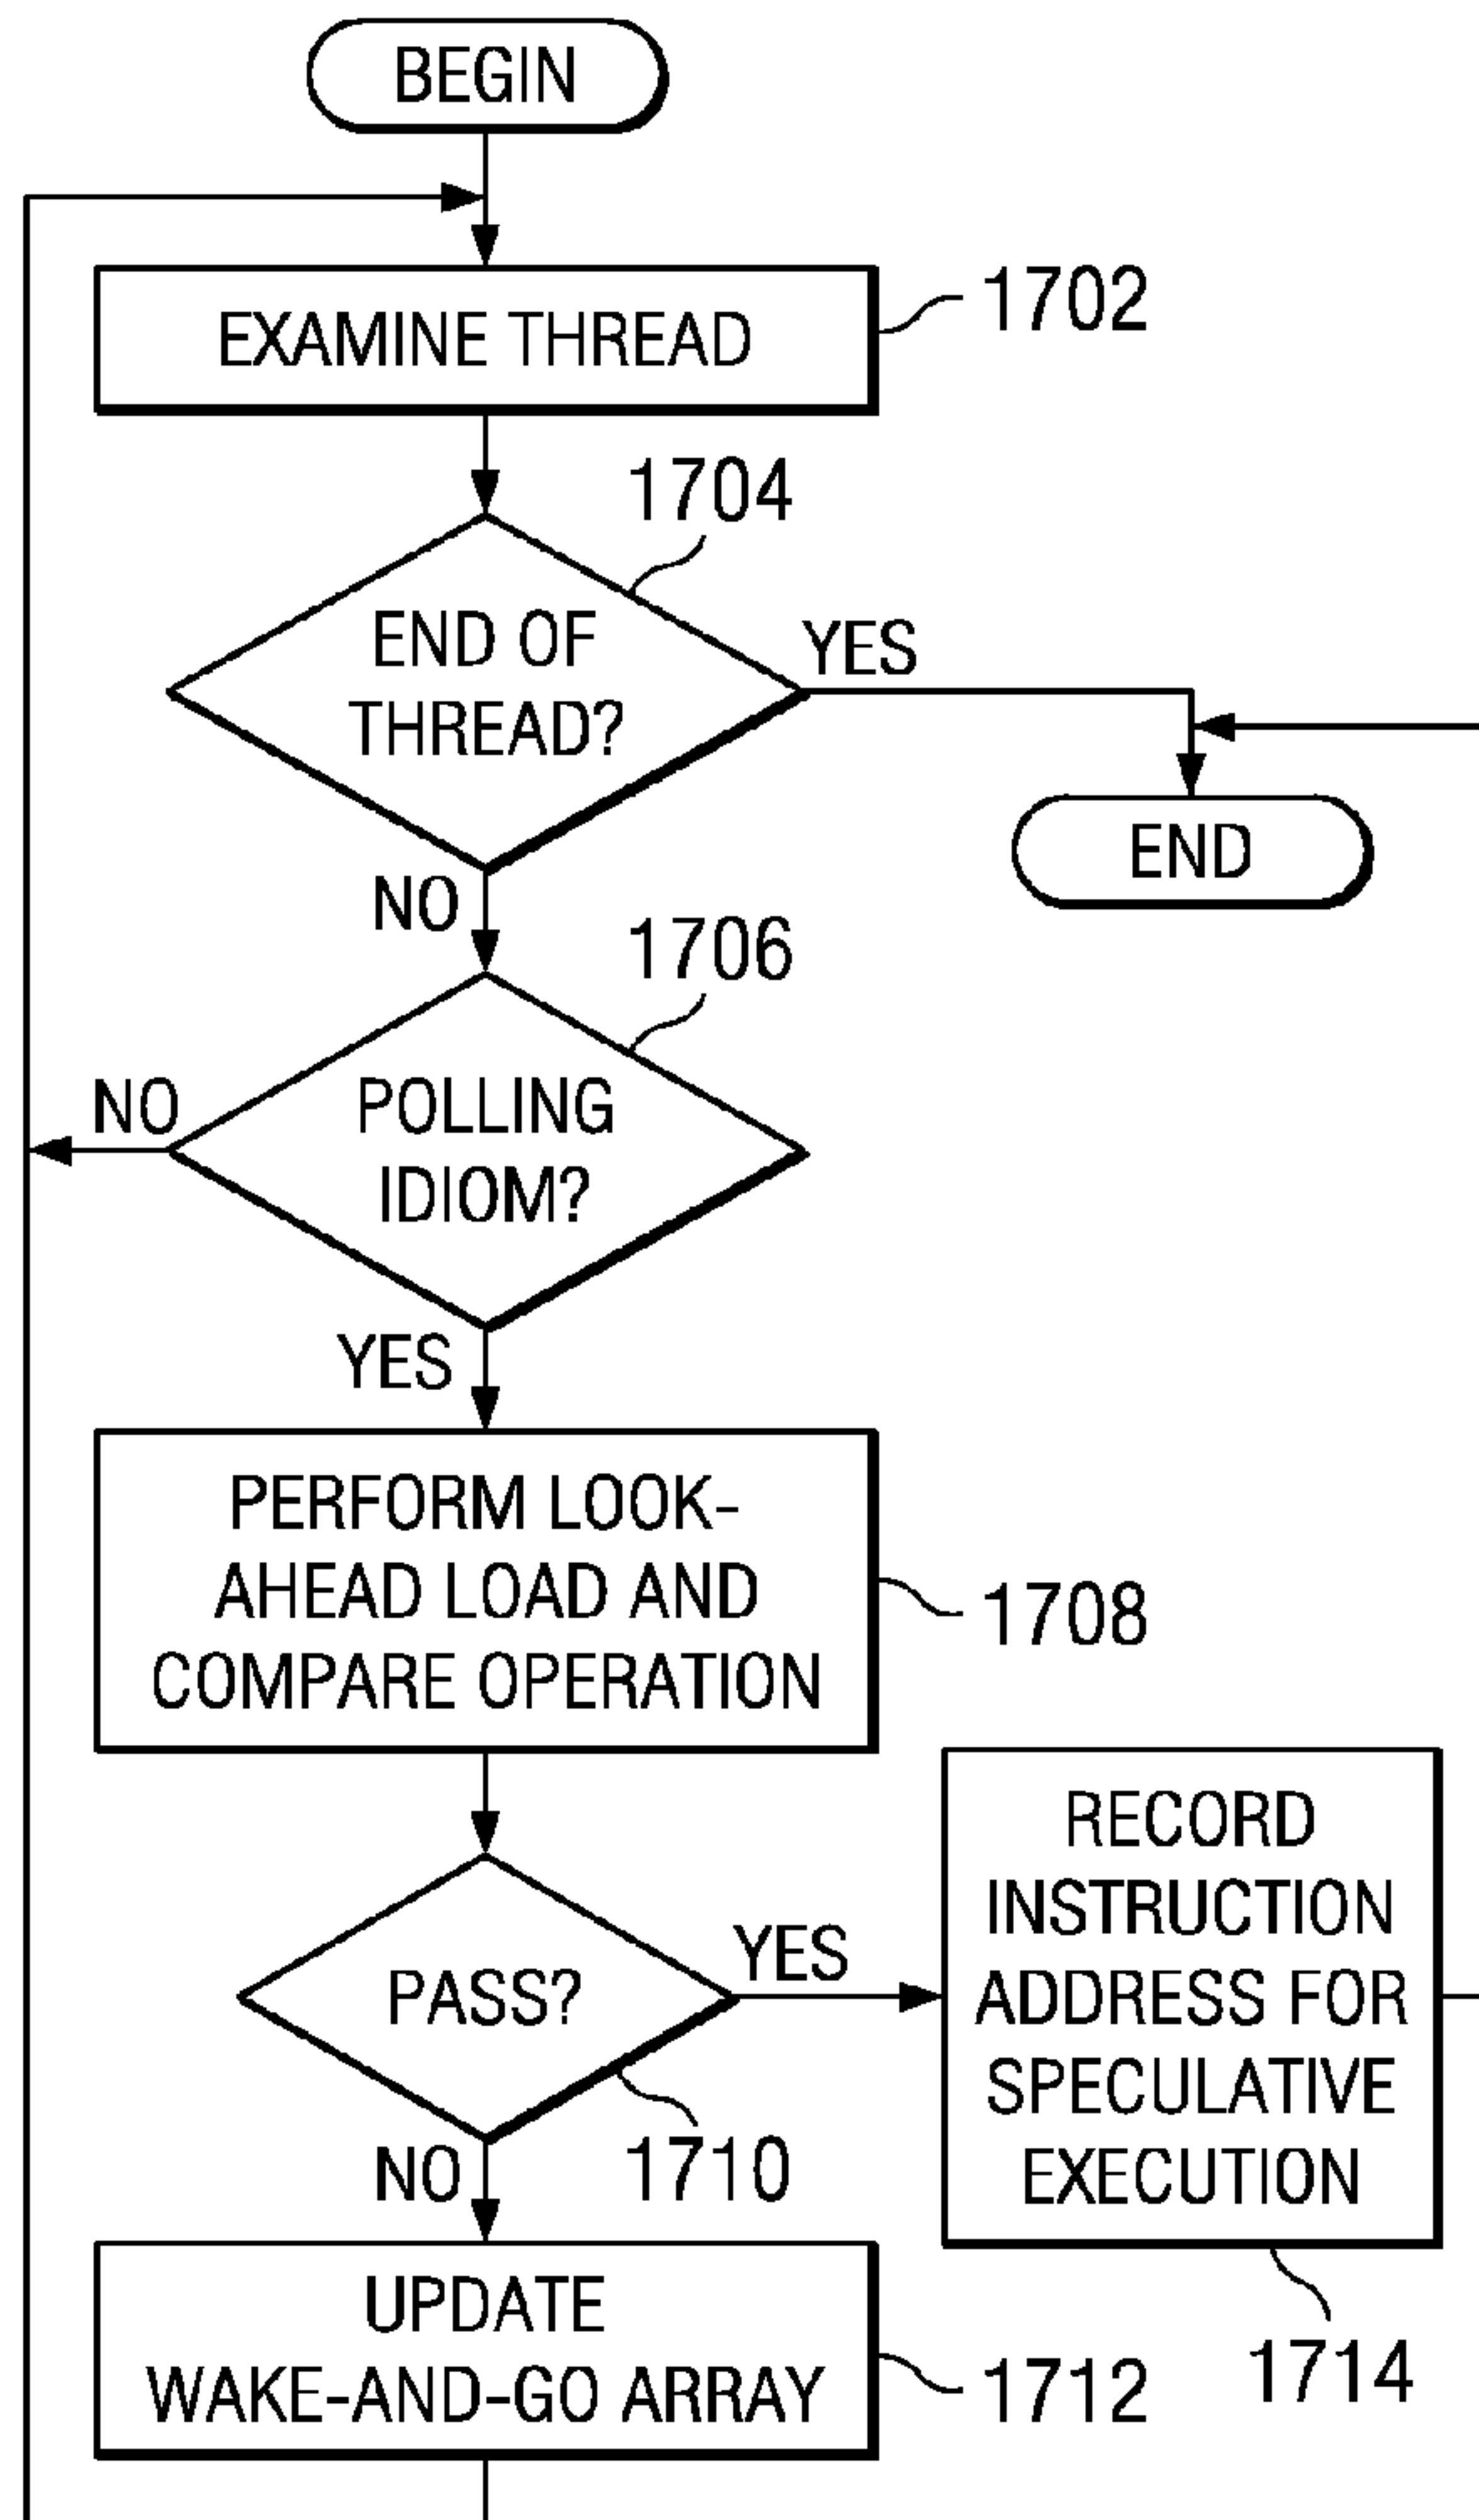 BEGIN
EXAMINE THREAD
1702
1704
END OF
THREAD?
YES
NO
END
1706
POLLING
IDIOM?
NO
YES
PERFORM LOOK-
AHEAD LOAD AND
COMPARE OPERATION
1708
PASS?
YES
NO
1710
RECORD
INSTRUCTION
ADDRESS FOR
SPECULATIVE
EXECUTION
1714
UPDATE
WAKE-AND-GO ARRAY
1712